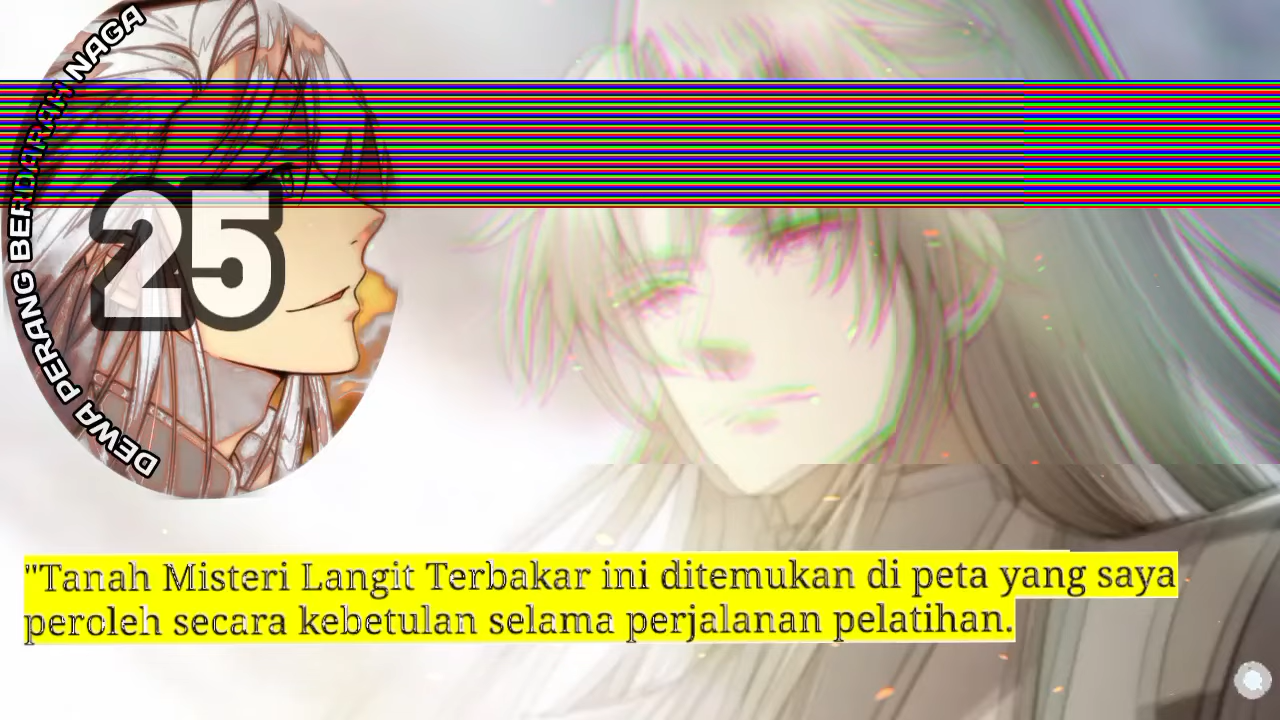 DEWA PERANG BERDARAH NAGA
25
"Tanah Misteri Langit Terbakar ini ditemukan di peta yang saya
peroleh secara kebetulan selama perjalanan pelatihan.